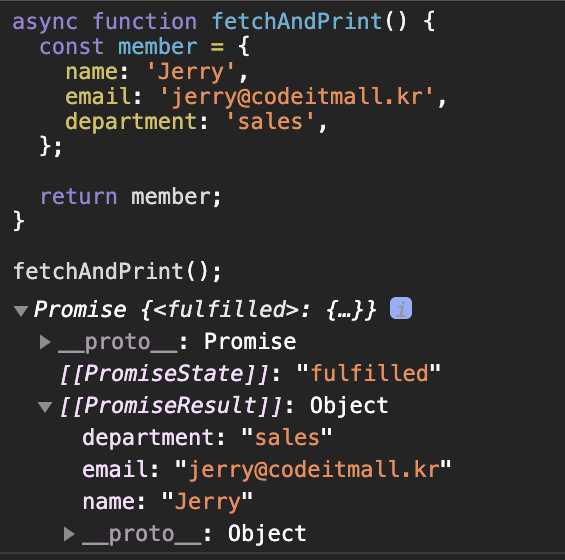 async function fetchAndPrint() {
  const member = {
    name: 'Jerry',
    email: 'jerry@codeitmall.kr',
    department: 'sales',
  };

  return member;
}

fetchAndPrint();
▼Promise {<fulfilled>: {…}} i
  ▶__proto__: Promise
    [[PromiseState]]: "fulfilled"
  ▼[[PromiseResult]]: Object
      department: "sales"
      email: "jerry@codeitmall.kr"
      name: "Jerry"
    ▶__proto__: Object